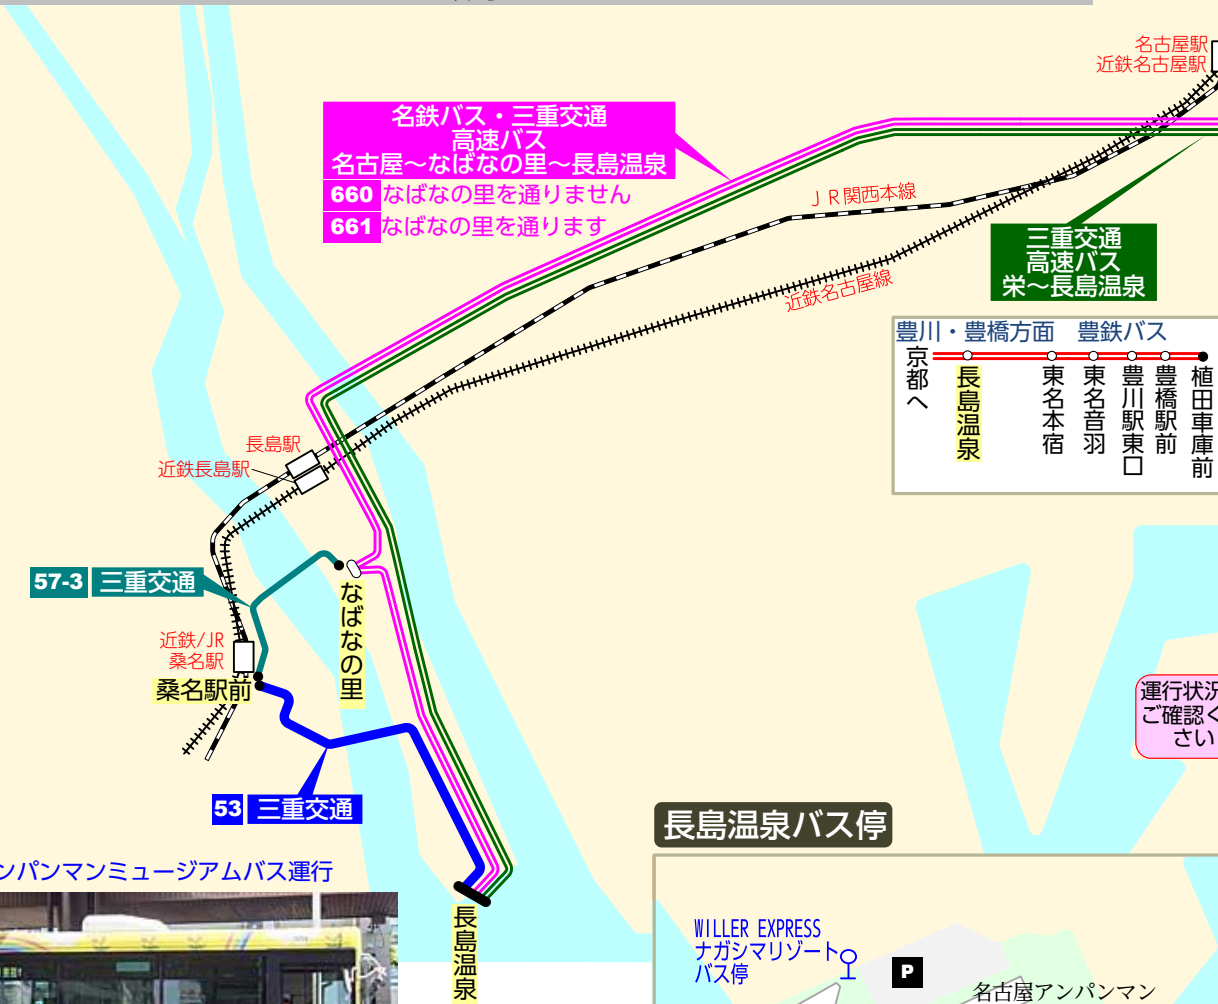 名古屋駅
近鉄名古屋駅
名鉄バス・三重交通
高速バス
名古屋～なばなの里～長島温泉
660 なばなの里を通りません
661 なばなの里を通ります
ＪＲ関西本線
近鉄名古屋線
三重交通
高速バス
栄～長島温泉
豊川・豊橋方面 豊鉄バス
京都へ
長島温泉
東名本宿
東名音羽
豊川駅東口
豊橋駅前
植田車庫前
長島駅
近鉄長島駅
57-3 三重交通
なばなの里
近鉄/JR
桑名駅
桑名駅前
53 三重交通
運行状況
ご確認く
さい
長島温泉バス停
ンパンマンミュージアムバス運行
長島温泉
WILLER EXPRESS
ナガシマリゾート
バス停
P
名古屋アンパンマン